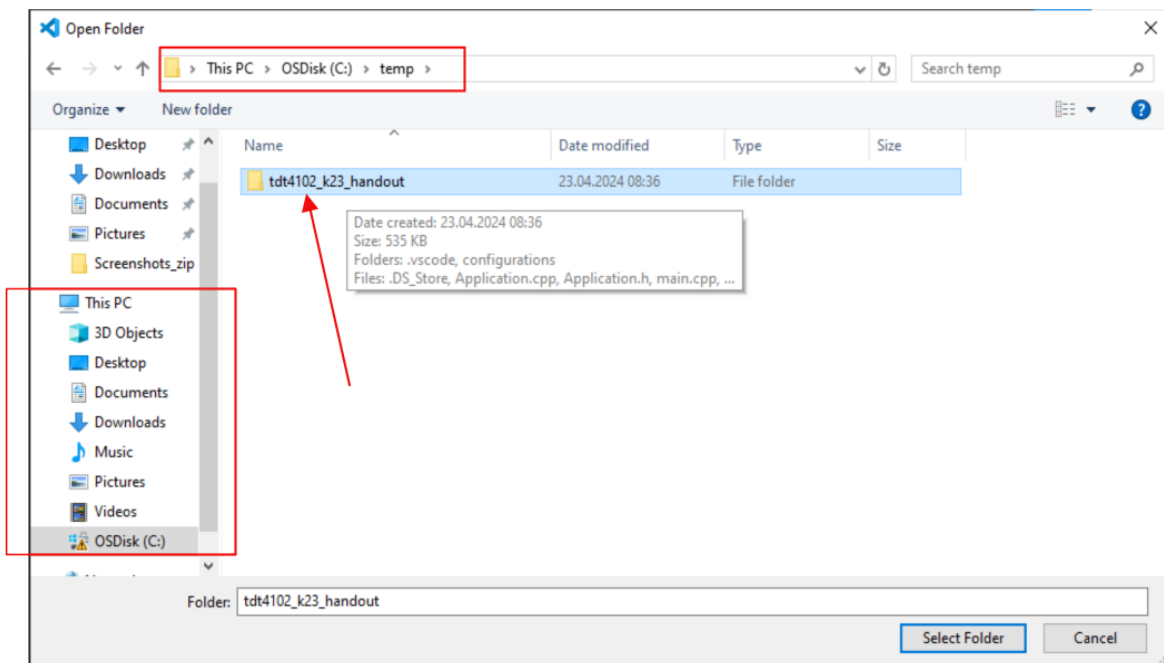 Open Folder
This PC > OSDisk (C:) > temp >
Search temp
Organize
New folder
Name
Date modified
Type
Size
Desktop
Downloads
Documents
Pictures
Screenshots_zip
This PC
3D Objects
Desktop
Documents
Downloads
Music
Pictures
Videos
OSDisk (C:)
tdt4102_k23_handout 23.04.2024 08:36 File folder
Date created: 23.04.2024 08:36
Size: 535 KB
Folders: .vscode, configurations
Files: .DS_Store, Application.cpp, Application.h, main.cpp, ...
Folder: tdt4102_k23_handout
Select Folder
Cancel